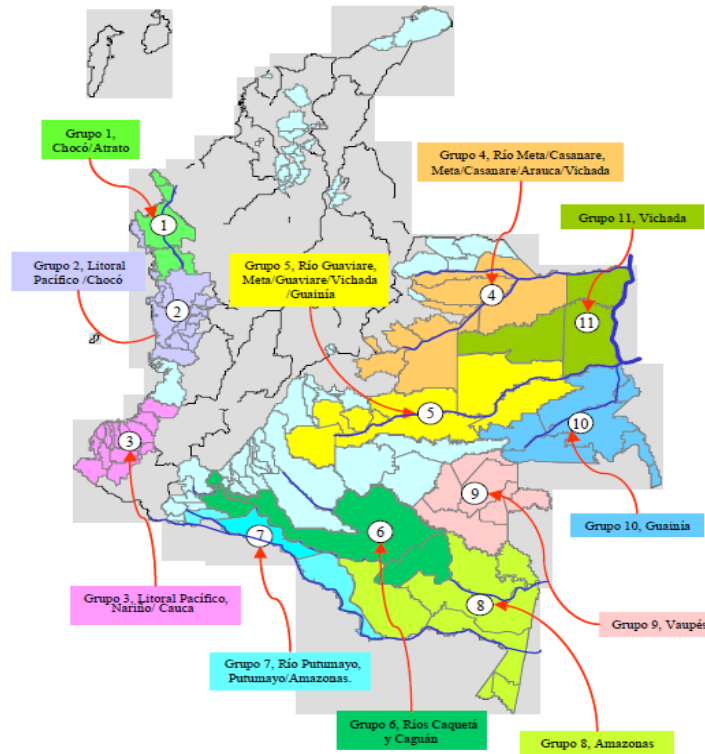 Grupo 1,
Chocó/Atrato
Grupo 4, Río Meta/Casanare,
Meta/Casanare/Arauca/Vichada
Grupo 11, Vichada
Grupo 2, Litoral
Pacífico /Chocó
Grupo 5, Río Guaviare,
Meta/Guaviare/Vichada
/Guainía
1
2
4
11
5
10
3
9
6
7
8
Grupo 10, Guainía
Grupo 3, Litoral Pacífico,
Nariño/ Cauca
Grupo 9, Vaupés
Grupo 7, Río Putumayo,
Putumayo/Amazonas.
Grupo 6, Ríos Caquetá
y Caguán
Grupo 8, Amazonas